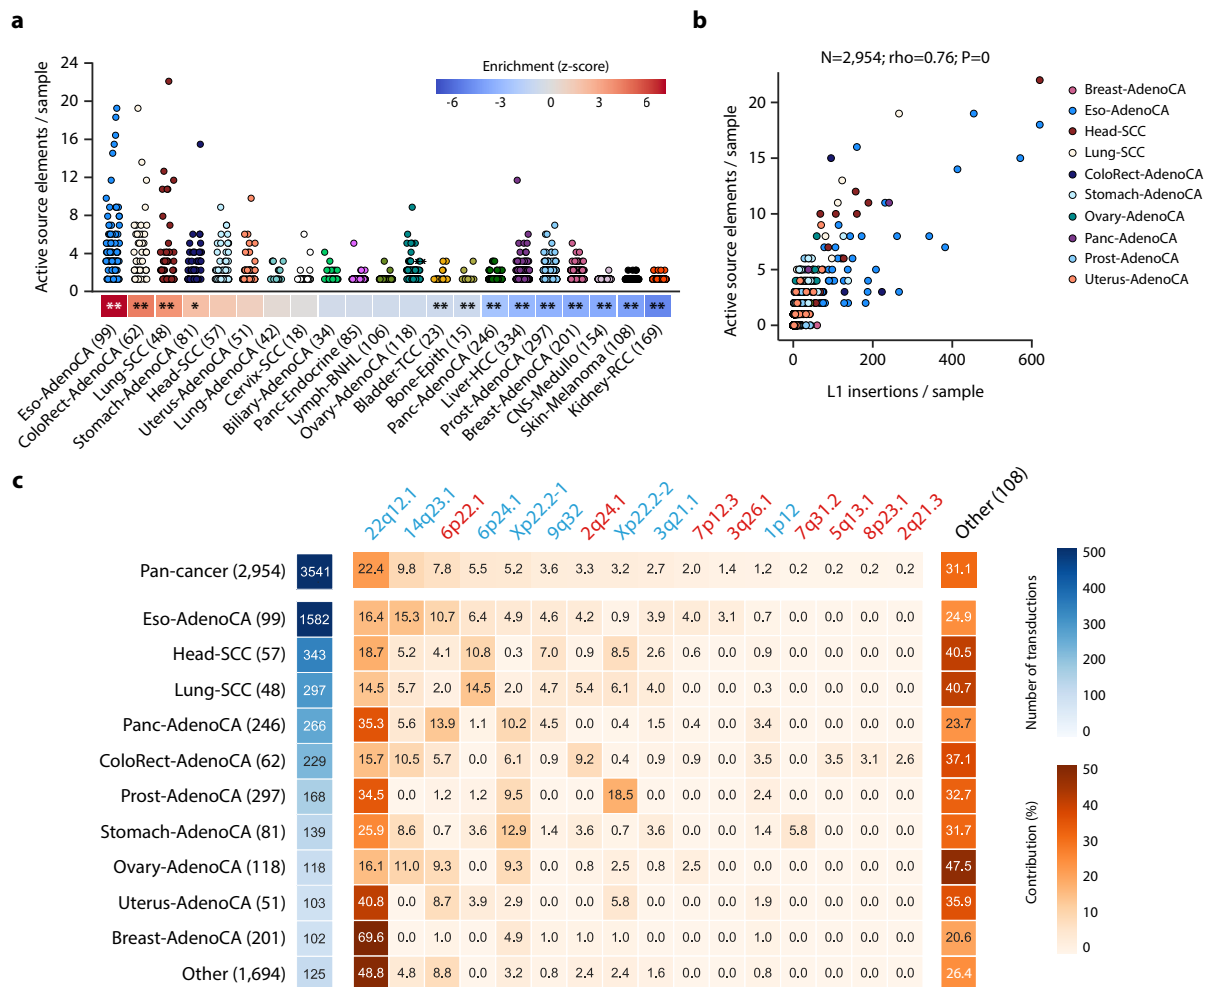 a
Active source elements / sample
24
20
16
12
8
4
0
Enrichment (z-score)
-6 -3 0 3 6
** ** ** * ** ** ** ** ** ** ** ** **
**
Eso-AdenoCA (99)
ColoRect-AdenoCA (62)
Lung-SCC (48)
Stomach-AdenoCA (81)
Head-SCC (57)
Uterus-AdenoCA (51)
Lung-AdenoCA (42)
Cervix-SCC (18)
Biliary-AdenoCA (34)
Panc-Endocrine (85)
Lymph-BNHL (106)
Ovary-AdenoCA (118)
Bladder-TCC (23)
Bone-Epith (15)
Panc-AdenoCA (246)
Liver-HCC (334)
Prost-AdenoCA (297)
Breast-AdenoCA (201)
CNS-Medullo (154)
Skin-Melanoma (108)
Kidney-RCC (169)
b
N=2,954; rho=0.76; P=0
Active source elements / sample
20
15
10
5
0
0 200 400 600
L1 insertions / sample
Breast-AdenoCA
Eso-AdenoCA
Head-SCC
Lung-SCC
ColoRect-AdenoCA
Stomach-AdenoCA
Ovary-AdenoCA
Panc-AdenoCA
Prost-AdenoCA
Uterus-AdenoCA
c
22q12.1 14q23.1 6p22.1 6p24.1 Xp22.2-1 9q32 2q24.1 Xp22.2-2 3q21.1 7p12.3 3q26.1 1p12 7q31.2 5q13.1 8p23.1 2q21.3 Other (108)
Pan-cancer (2,954) 3541 22.4 9.8 7.8 5.5 5.2 3.6 3.3 3.2 2.7 2.0 1.4 1.2 0.2 0.2 0.2 0.2 31.1
Eso-AdenoCA (99) 1582 16.4 15.3 10.7 6.4 4.9 4.6 4.2 0.9 3.9 4.0 3.1 0.7 0.0 0.0 0.0 0.0 24.9
Head-SCC (57) 343 18.7 5.2 4.1 10.8 0.3 7.0 0.9 8.5 2.6 0.6 0.0 0.9 0.0 0.0 0.0 0.0 40.5
Lung-SCC (48) 297 14.5 5.7 2.0 14.5 2.0 4.7 5.4 6.1 4.0 0.0 0.0 0.3 0.0 0.0 0.0 0.0 40.7
Panc-AdenoCA (246) 266 35.3 5.6 13.9 1.1 10.2 4.5 0.0 0.4 1.5 0.4 0.0 3.4 0.0 0.0 0.0 0.0 23.7
ColoRect-AdenoCA (62) 229 15.7 10.5 5.7 0.0 6.1 0.9 9.2 0.4 0.9 0.9 0.0 3.5 0.0 3.5 3.1 2.6 37.1
Prost-AdenoCA (297) 168 34.5 0.0 1.2 1.2 9.5 0.0 0.0 18.5 0.0 0.0 0.0 2.4 0.0 0.0 0.0 0.0 32.7
Stomach-AdenoCA (81) 139 25.9 8.6 0.7 3.6 12.9 1.4 3.6 0.7 3.6 0.0 0.0 1.4 5.8 0.0 0.0 0.0 31.7
Ovary-AdenoCA (118) 118 16.1 11.0 9.3 0.0 9.3 0.0 0.8 2.5 0.8 2.5 0.0 0.0 0.0 0.0 0.0 0.0 47.5
Uterus-AdenoCA (51) 103 40.8 0.0 8.7 3.9 2.9 0.0 0.0 5.8 0.0 0.0 0.0 1.9 0.0 0.0 0.0 0.0 35.9
Breast-AdenoCA (201) 102 69.6 0.0 1.0 0.0 4.9 1.0 1.0 1.0 0.0 0.0 0.0 1.0 0.0 0.0 0.0 0.0 20.6
Other (1,694) 125 48.8 4.8 8.8 0.0 3.2 0.8 2.4 2.4 1.6 0.0 0.0 0.8 0.0 0.0 0.0 0.0 26.4
Number of transductions
500
400
300
200
100
0
Contribution (%)
50
40
30
20
10
0